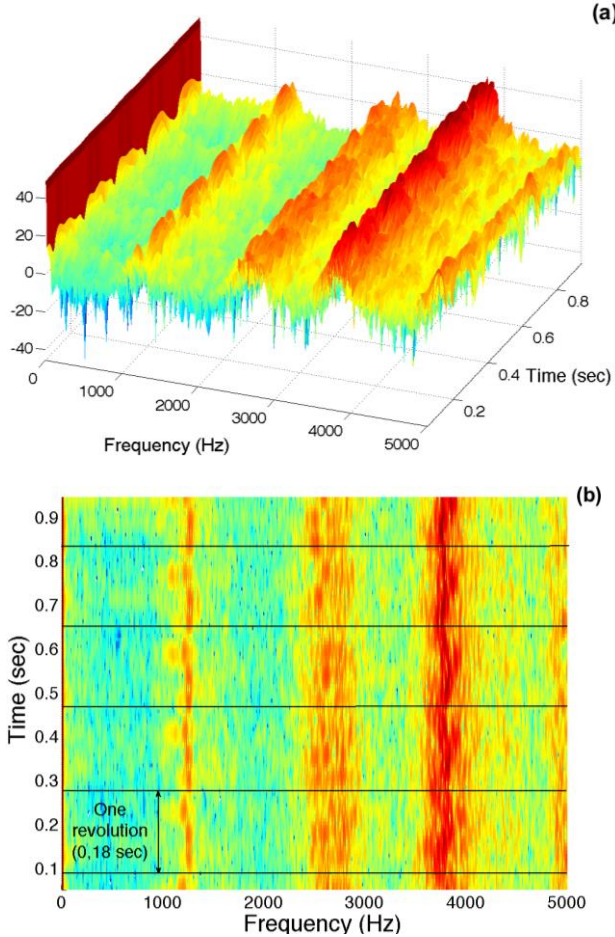 (a)
40
20
0
-20
-40
0
1000
2000
3000
4000
5000
0.2
0.4
0.6
0.8
Time (sec)
Frequency (Hz)
(b)
0.9
0.8
0.7
0.6
0.5
0.4
0.3
0.2
0.1
Time (sec)
One
revolution
(0,18 sec)
0 1000 2000 3000 4000 5000
Frequency (Hz)